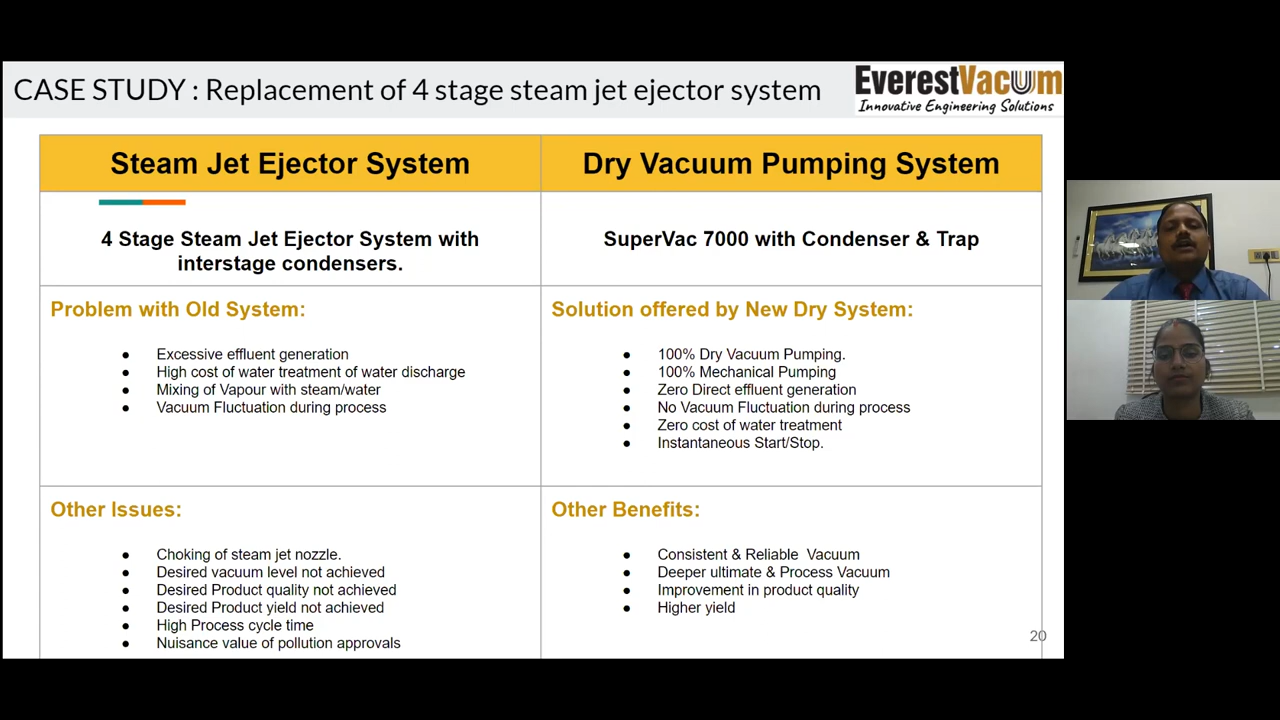 CASE STUDY : Replacement of 4 stage steam jet ejector system
EverestVacuum
Innovative Engineering Solutions
Steam Jet Ejector System
Dry Vacuum Pumping System
4 Stage Steam Jet Ejector System with
interstage condensers.
SuperVac 7000 with Condenser & Trap
Problem with Old System:
● Excessive effluent generation
● High cost of water treatment of water discharge
● Mixing of Vapour with steam/water
● Vacuum Fluctuation during process
Solution offered by New Dry System:
● 100% Dry Vacuum Pumping.
● 100% Mechanical Pumping
● Zero Direct effluent generation
● No Vacuum Fluctuation during process
● Zero cost of water treatment
● Instantaneous Start/Stop.
Other Issues:
● Choking of steam jet nozzle.
● Desired vacuum level not achieved
● Desired Product quality not achieved
● Desired Product yield not achieved
● High Process cycle time
● Nuisance value of pollution approvals
Other Benefits:
● Consistent & Reliable Vacuum
● Deeper ultimate & Process Vacuum
● Improvement in product quality
● Higher yield
20